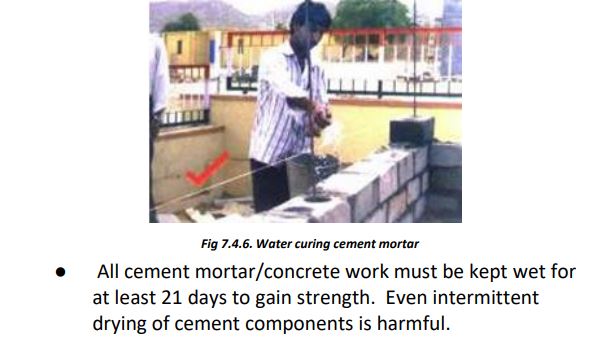 Fig 7.4.6. Water curing cement mortar
● All cement mortar/concrete work must be kept wet for
at least 21 days to gain strength. Even intermittent
drying of cement components is harmful.